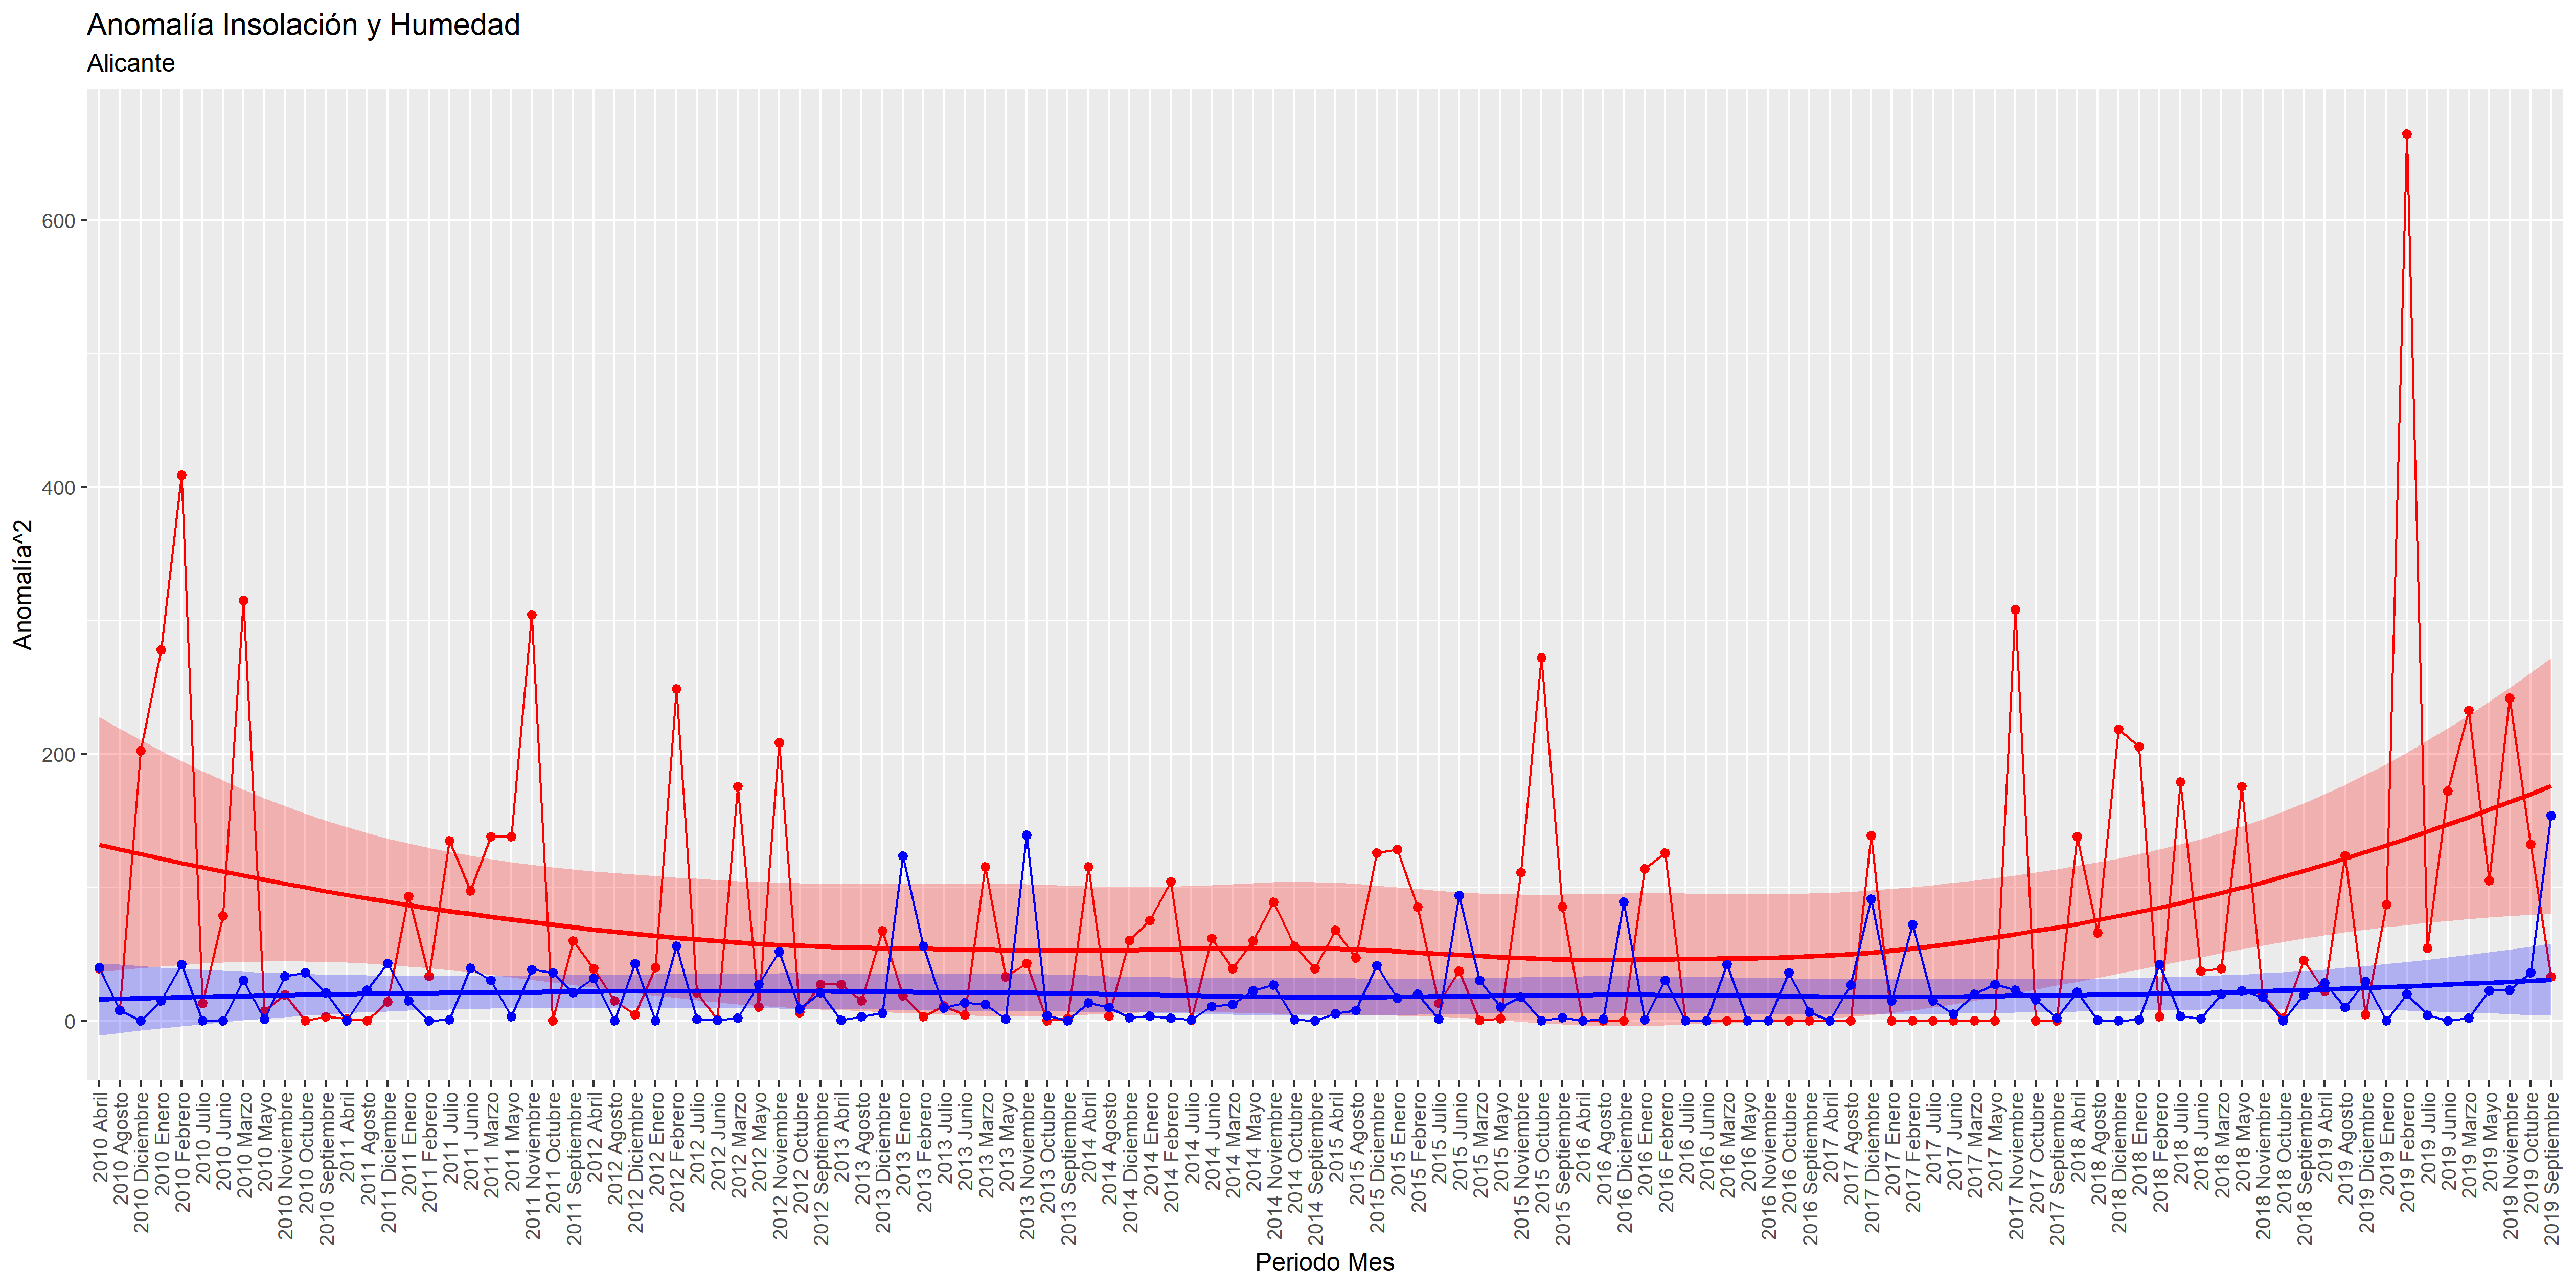 Anomalía Insolación y Humedad
Alicante
Anomalía^2
600
400
200
0
2010 Abril
2010 Agosto
2010 Diciembre
2010 Enero
2010 Febrero
2010 Julio
2010 Junio
2010 Marzo
2010 Mayo
2010 Noviembre
2010 Octubre
2010 Septiembre
2011 Abril
2011 Agosto
2011 Diciembre
2011 Enero
2011 Febrero
2011 Julio
2011 Junio
2011 Marzo
2011 Mayo
2011 Noviembre
2011 Octubre
2011 Septiembre
2012 Abril
2012 Agosto
2012 Diciembre
2012 Enero
2012 Febrero
2012 Julio
2012 Junio
2012 Marzo
2012 Mayo
2012 Noviembre
2012 Octubre
2012 Septiembre
2013 Abril
2013 Agosto
2013 Diciembre
2013 Enero
2013 Febrero
2013 Julio
2013 Junio
2013 Marzo
2013 Mayo
2013 Noviembre
2013 Octubre
2013 Septiembre
2014 Abril
2014 Agosto
2014 Diciembre
2014 Enero
2014 Febrero
2014 Julio
2014 Junio
2014 Marzo
2014 Mayo
2014 Noviembre
2014 Octubre
2014 Septiembre
2015 Abril
2015 Agosto
2015 Diciembre
2015 Enero
2015 Febrero
2015 Julio
2015 Junio
2015 Marzo
2015 Mayo
2015 Noviembre
2015 Octubre
2015 Septiembre
2016 Abril
2016 Agosto
2016 Diciembre
2016 Enero
2016 Febrero
2016 Julio
2016 Junio
2016 Marzo
2016 Mayo
2016 Noviembre
2016 Octubre
2016 Septiembre
2017 Abril
2017 Agosto
2017 Diciembre
2017 Enero
2017 Febrero
2017 Julio
2017 Junio
2017 Marzo
2017 Mayo
2017 Noviembre
2017 Octubre
2017 Septiembre
2018 Abril
2018 Agosto
2018 Diciembre
2018 Enero
2018 Febrero
2018 Julio
2018 Junio
2018 Marzo
2018 Mayo
2018 Noviembre
2018 Octubre
2018 Septiembre
2019 Abril
2019 Agosto
2019 Diciembre
2019 Enero
2019 Febrero
2019 Julio
2019 Junio
2019 Marzo
2019 Mayo
2019 Noviembre
2019 Octubre
2019 Septiembre
Periodo Mes